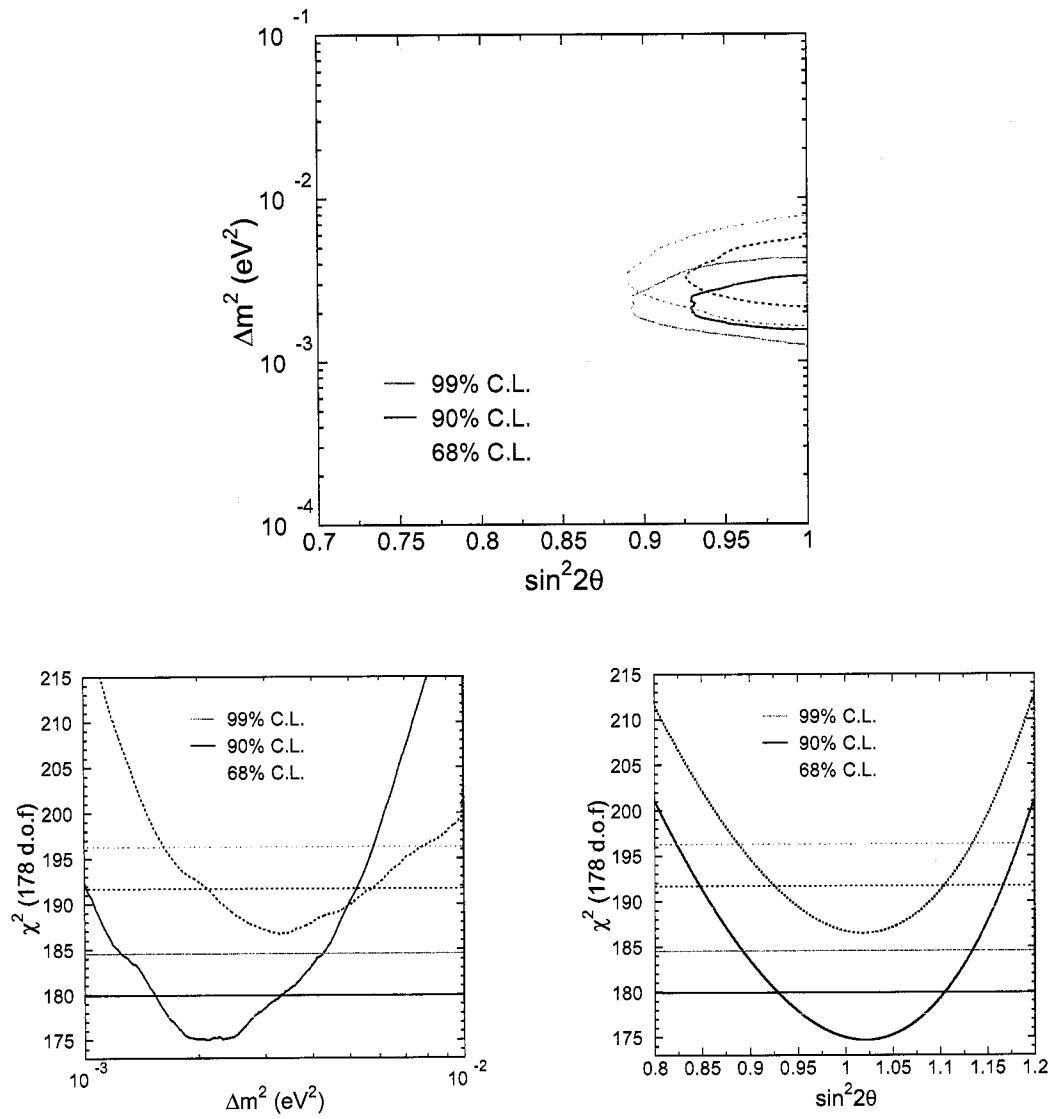 10^-1
10^-2
10^-3
10^-4
Δm² (eV²)
99% C.L.
90% C.L.
68% C.L.
0.7 0.75 0.8 0.85 0.9 0.95 1
sin²2θ
215
210
205
200
195
190
185
180
175
χ² (178 d.o.f)
99% C.L.
90% C.L.
68% C.L.
10^-3 10^-2
Δm² (eV²)
215
210
205
200
195
190
185
180
175
χ² (178 d.o.f)
99% C.L.
90% C.L.
68% C.L.
0.8 0.85 0.9 0.95 1 1.05 1.1 1.15 1.2
sin²2θ